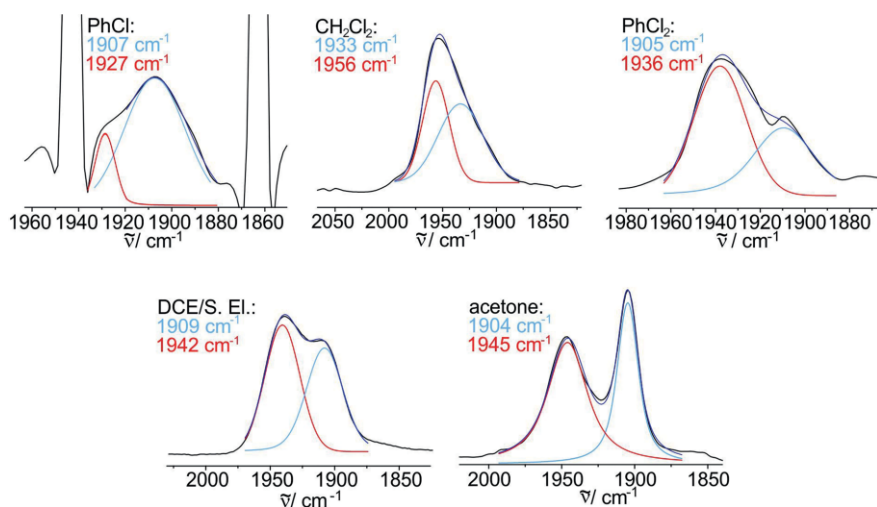 PhCl:
1907 cm⁻¹
1927 cm⁻¹
1960 1940 1920 1900 1880 1860
ṽ/ cm⁻¹
CH₂Cl₂:
1933 cm⁻¹
1956 cm⁻¹
2050 2000 1950 1900 1850
ṽ/ cm⁻¹
PhCl₂:
1905 cm⁻¹
1936 cm⁻¹
1980 1960 1940 1920 1900 1880
ṽ/ cm⁻¹
DCE/S. El.:
1909 cm⁻¹
1942 cm⁻¹
2000 1950 1900 1850
ṽ/ cm⁻¹
acetone:
1904 cm⁻¹
1945 cm⁻¹
2000 1950 1900 1850
ṽ/ cm⁻¹